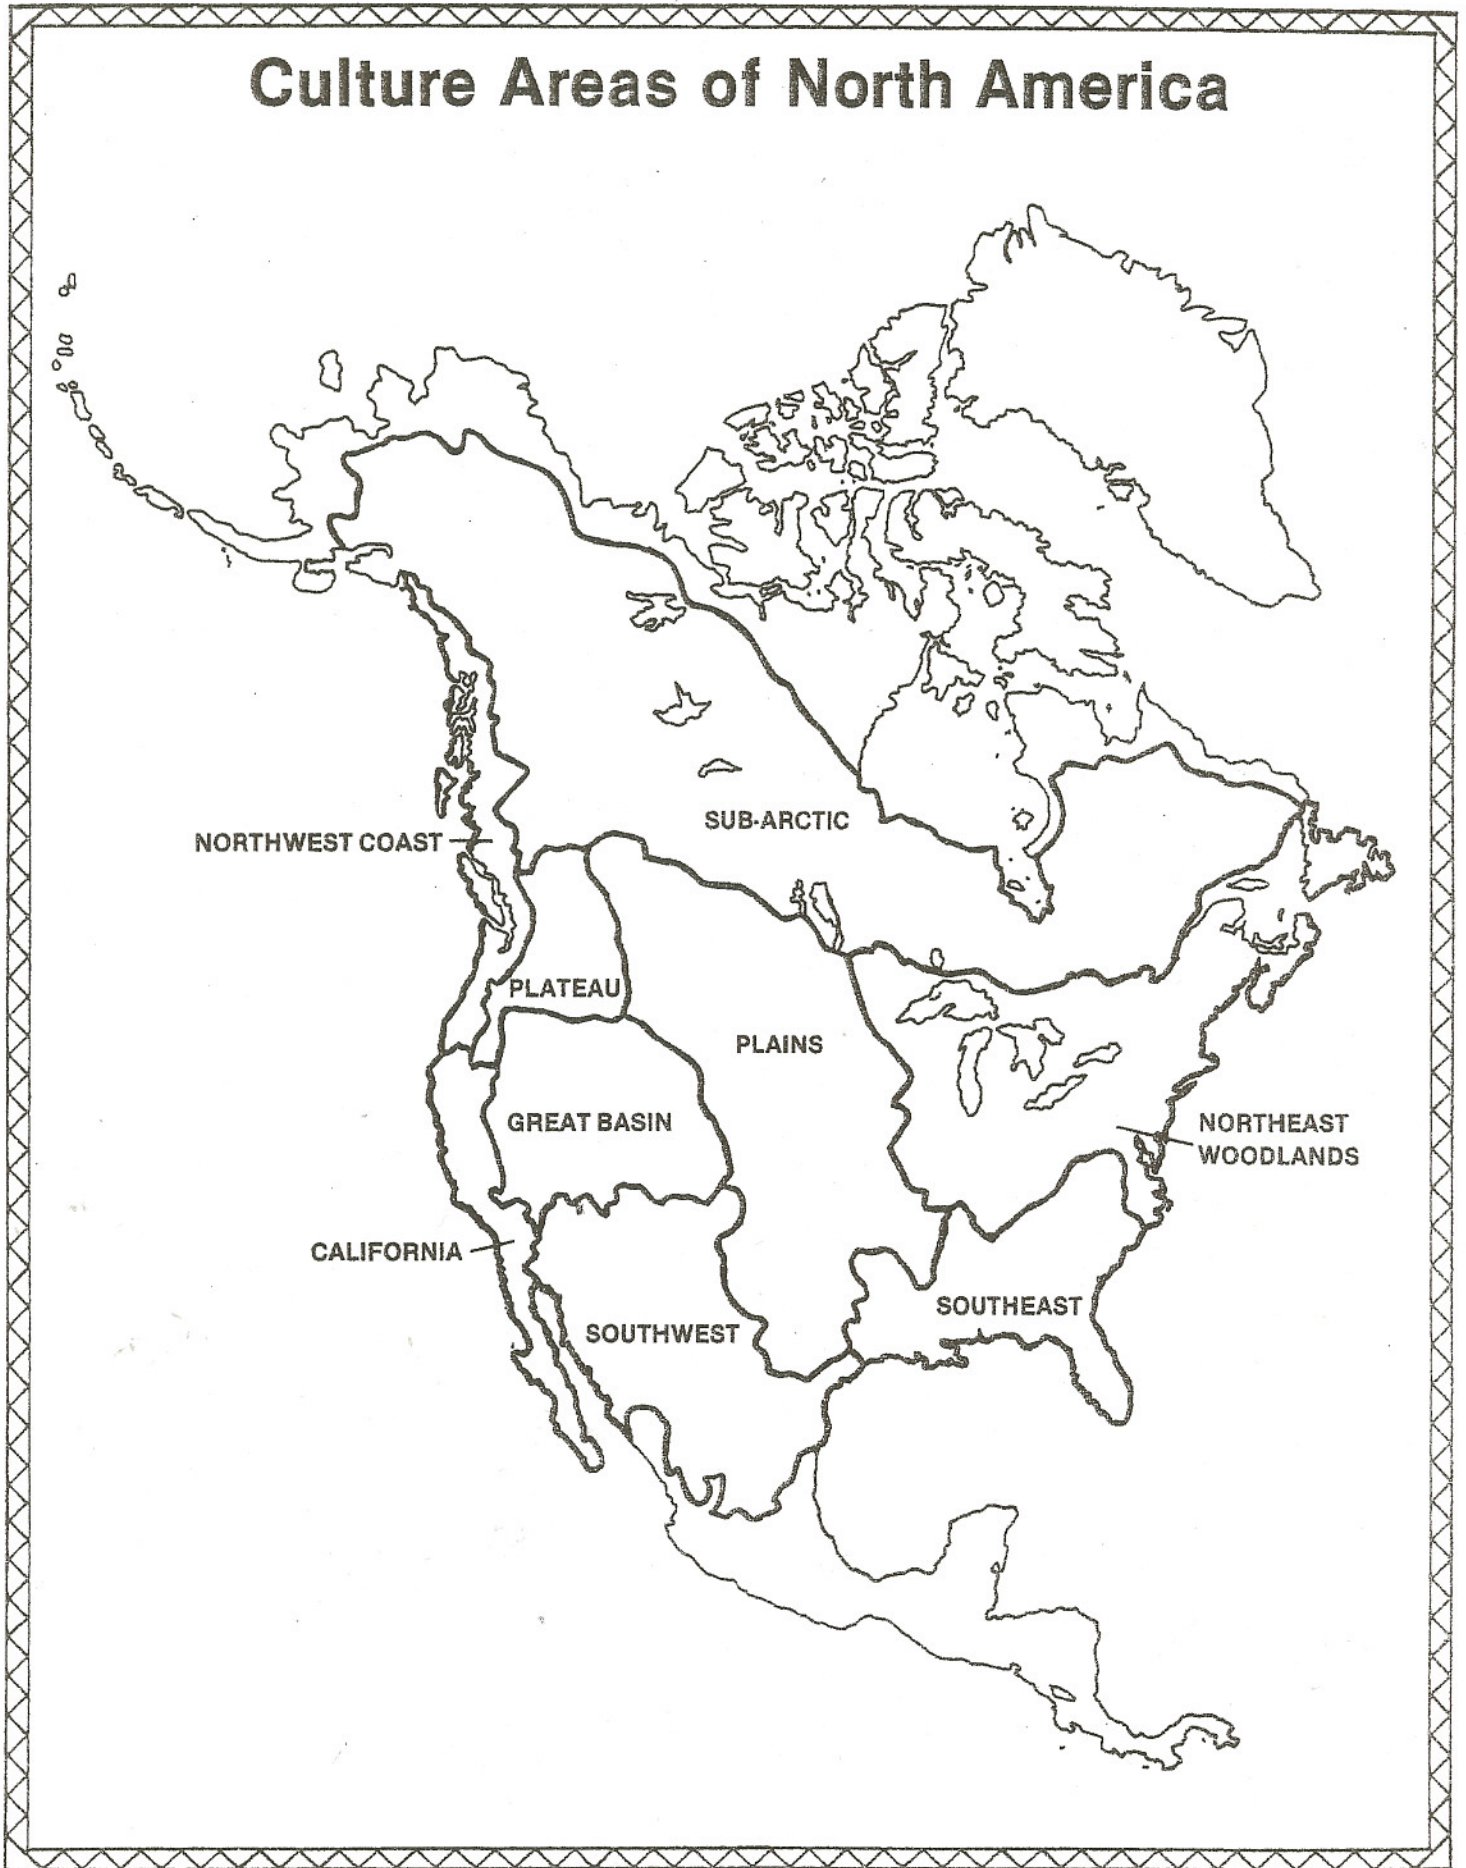 Culture Areas of North America
SUB-ARCTIC
NORTHWEST COAST
PLATEAU
PLAINS
GREAT BASIN
NORTHEAST
WOODLANDS
CALIFORNIA
SOUTHEAST
SOUTHWEST